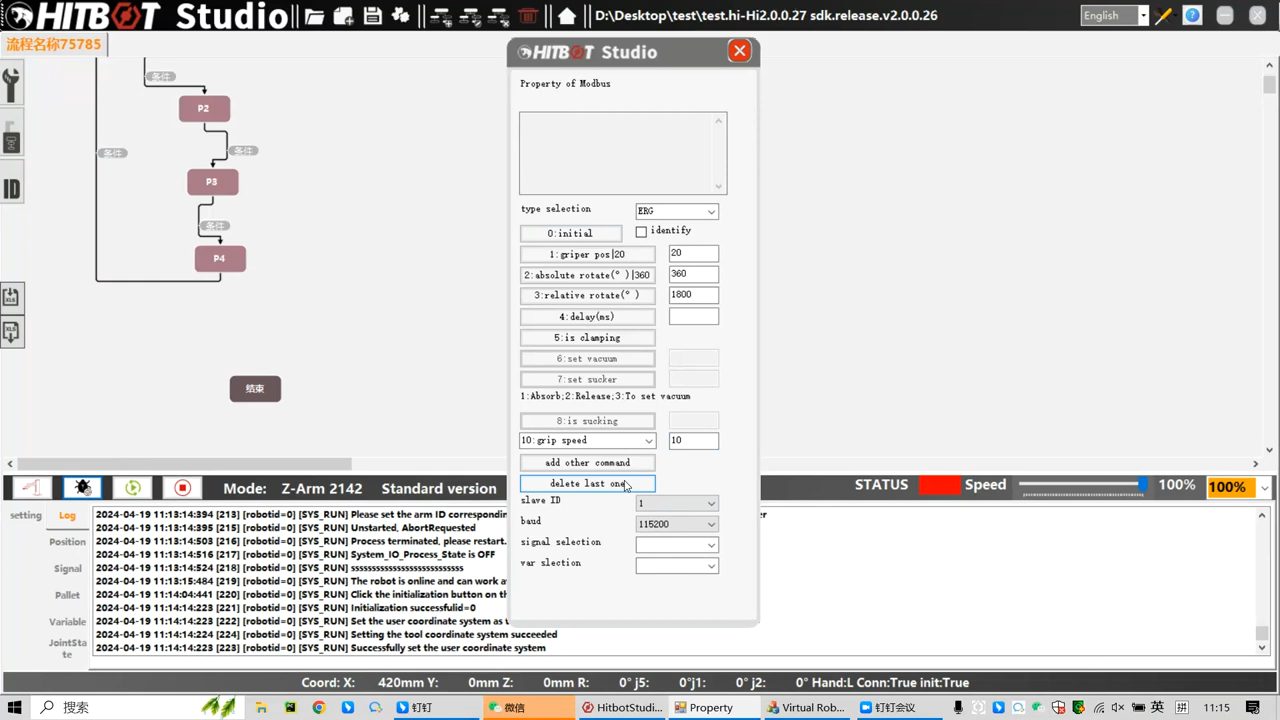 HITBOT Studio
D:\Desktop\test\test.hi-Hi2.0.0.27 sdk.release_v2.0.0.26
English
流程名称75785
HITBOT Studio
Property of Modbus
条件
P2
条件
条件
P3
条件
P4
结束
type selection
ERG
0:initial
identify
1:griper pos|20
20
2:absolute rotate(° )|360
360
3:relative rotate(° )
1800
4:delay(ms)
5:is clamping
6:set vacuum
7:set sucker
1:Absorb;2:Release;3:To set vacuum
8:is sucking
10:grip speed
10
add other command
delete last one
slave ID
1
baud
115200
signal selection
var slection
ID
XLS
XLS
Mode: Z-Arm 2142 Standard version
STATUS
Speed
100%
100%
setting
Log
Position
Signal
Pallet
Variable
JointSta
te
2024-04-19 11:13:14:394 [213] [robotid=0] [SYS_RUN] Please set the arm ID corresponding
2024-04-19 11:13:14:395 [215] [robotid=0] [SYS_RUN] Unstarted, AbortRequested
2024-04-19 11:13:14:503 [216] [robotid=0] [SYS_RUN] Process terminated, please restart.
2024-04-19 11:13:14:516 [217] [robotid=0] [SYS_RUN] System_IO_Process_State is OFF
2024-04-19 11:13:14:524 [218] [robotid=0] [SYS_RUN] sssssssssssssssssssssssss
2024-04-19 11:13:15:484 [219] [robotid=0] [SYS_RUN] The robot is online and can work
2024-04-19 11:14:04:441 [220] [robotid=0] [SYS_RUN] Click the initialization button on th
2024-04-19 11:14:14:223 [221] [robotid=0] [SYS_RUN] Initialization successfulid=0
2024-04-19 11:14:14:223 [222] [robotid=0] [SYS_RUN] Set the user coordinate system as
2024-04-19 11:14:14:224 [224] [robotid=0] [SYS_RUN] Setting the tool coordinate system succeeded
2024-04-19 11:14:14:223 [223] [robotid=0] [SYS_RUN] Successfully set the user coordinate system
Coord: X: 420mm Y: 0mm Z: 0mm R: 0° j5: 0°j1: 0° j2: 0° Hand:L Conn:True init:True
搜索
钉钉
微信
HitbotStudi...
Property
Virtual Rob...
钉钉会议
英
拼
11:15